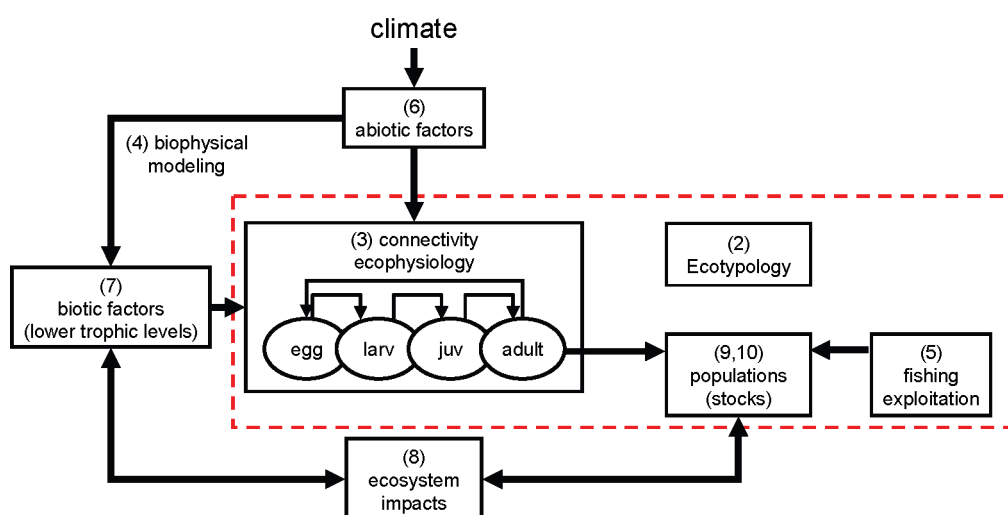 climate
(6)
abiotic factors
(4) biophysical
modeling
(3) connectivity
ecophysiology
(2)
Ecotypology
(7)
biotic factors
(lower trophic levels)
egg
larv
juv
adult
(9,10)
populations
(stocks)
(5)
fishing
exploitation
(8)
ecosystem
impacts